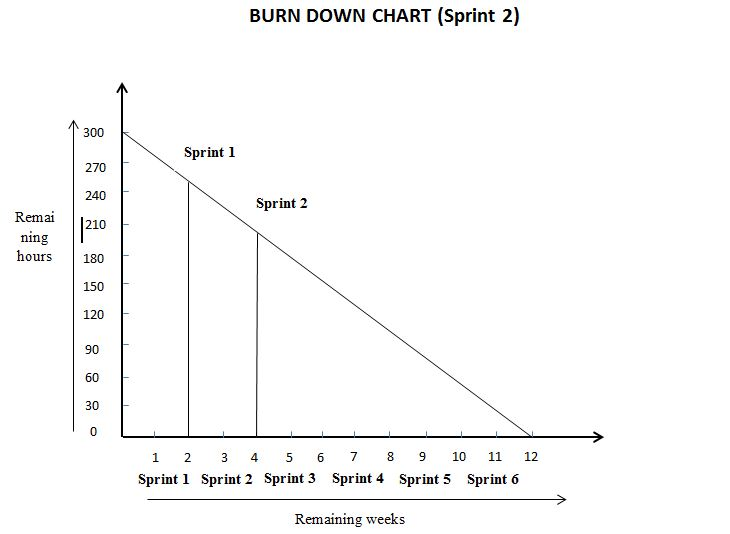 BURN DOWN CHART (Sprint 2)
300
Sprint 1
270
240
Sprint 2
Remai
ning
hours
210
180
150
120
90
60
30
0
1 2 3 4 5 6 7 8 9 10 11 12
Sprint 1 Sprint 2 Sprint 3 Sprint 4 Sprint 5 Sprint 6
Remaining weeks